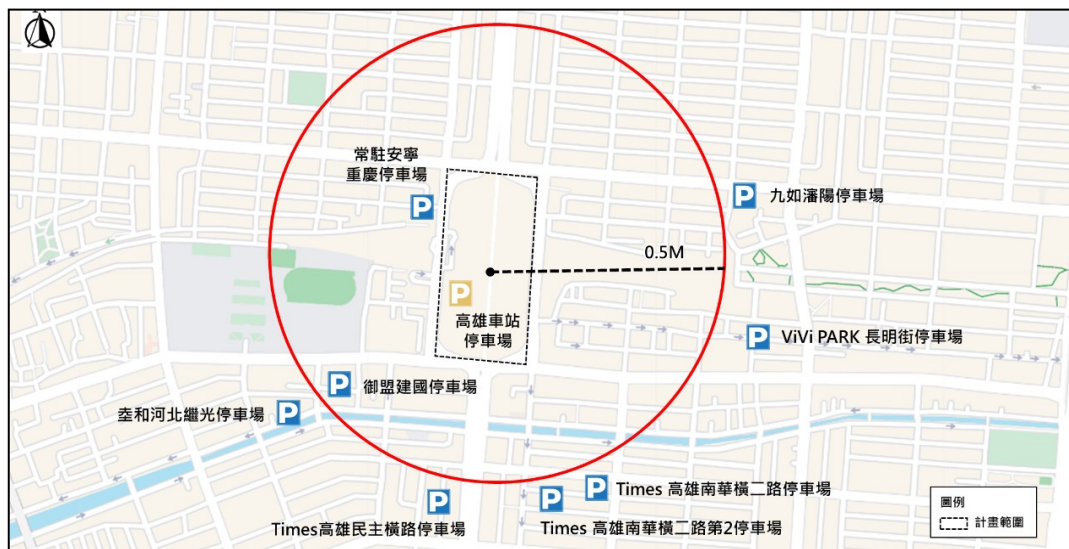 常駐安寧
重慶停車場
P
P
九如瀋陽停車場
0.5M
P
高雄車站
停車場
P
ViVi PARK 長明街停車場
P
御盟建國停車場
P
埊和河北繼光停車場
P
Times 高雄南華橫二路停車場
P
P
Times高雄民主橫路停車場
Times 高雄南華橫二路第2停車場
圖例
計畫範圍